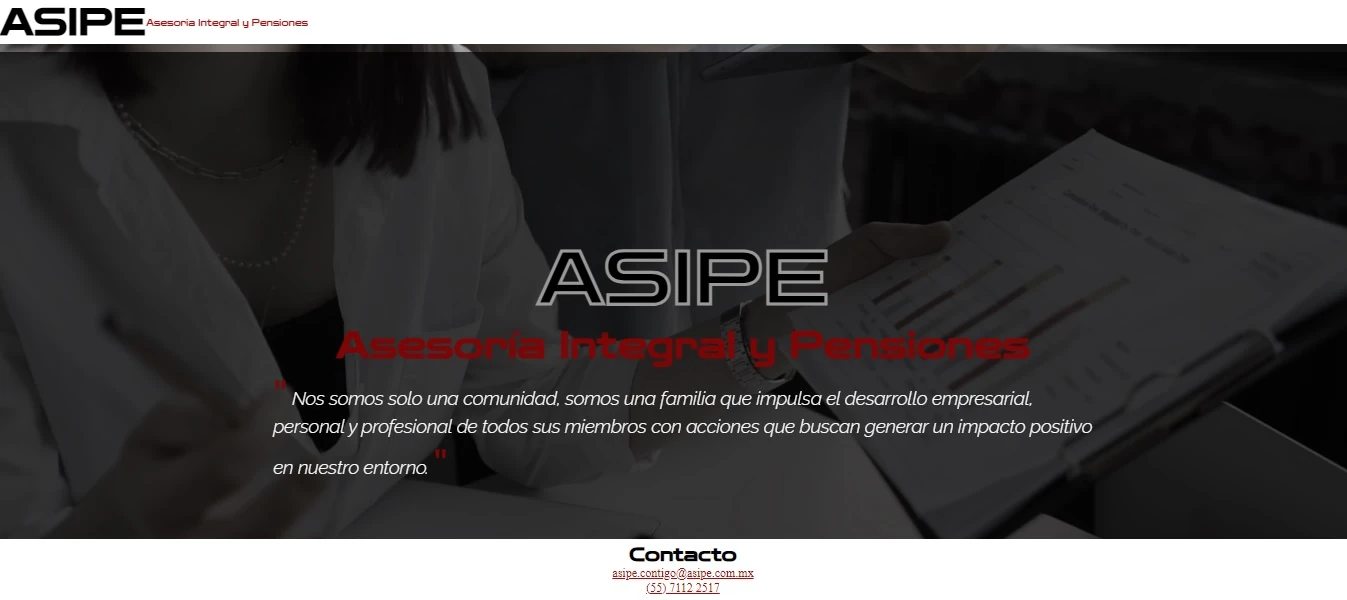 ASIPE Asesoría Integral y Pensiones
ASIPE
Asesoría Integral y Pensiones
" Nos somos solo una comunidad, somos una familia que impulsa el desarrollo empresarial,
personal y profesional de todos sus miembros con acciones que buscan generar un impacto positivo
en nuestro entorno. "
Contacto
asipe.contigo@asipe.com.mx
(55) 7112 2517